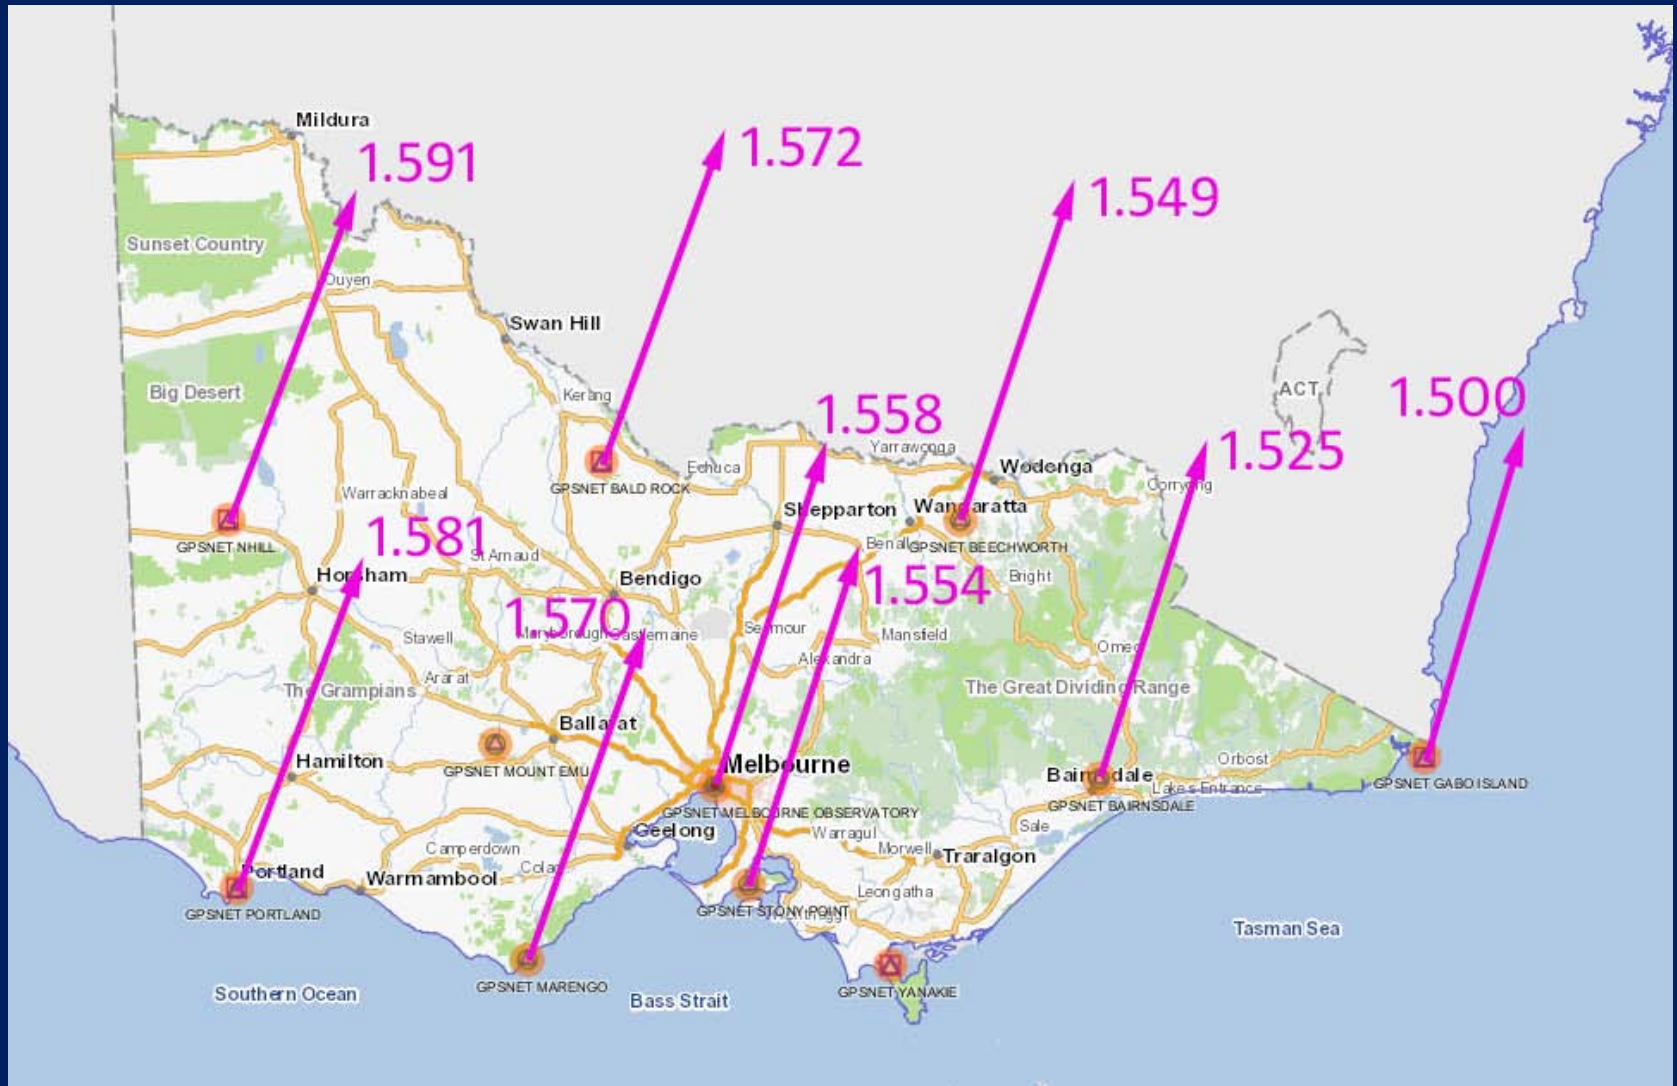 Mildura
1.591
1.572
1.549
Sunset Country
Ouyen
Swan Hill
Big Desert
Kerang
ACT
1.500
1.558
Yarrawonga
1.525
Echuca
Wodonga
GPSNET BALD ROCK
Corryong
Warracknabeal
Shepparton
Wangaratta
1.581
GPSNET NHILL
St Arnaud
Benalla
GPSNET BEECHWORTH
Horsham
Bendigo
1.554
Bright
1.570
Maryborough
Castlemaine
Seymour
Stawell
Mansfield
Omeo
Alexandra
Ararat
The Grampians
The Great Dividing Range
Ballarat
Hamilton
GPSNET MOUNT EMU
Melbourne
Orbost
Bairnsdale
GPSNET GABO ISLAND
Lakes Entrance
GPSNET BAIRNSDALE
GPSNET MELBOURNE OBSERVATORY
Geelong
Warragul
Sale
Camperdown
Morwell
Traralgon
Portland
Colac
Warrnambool
Leongatha
GPSNET PORTLAND
GPSNET STONY POINT
Tasman Sea
GPSNET MARENGO
GPSNET YANAKIE
Southern Ocean
Bass Strait